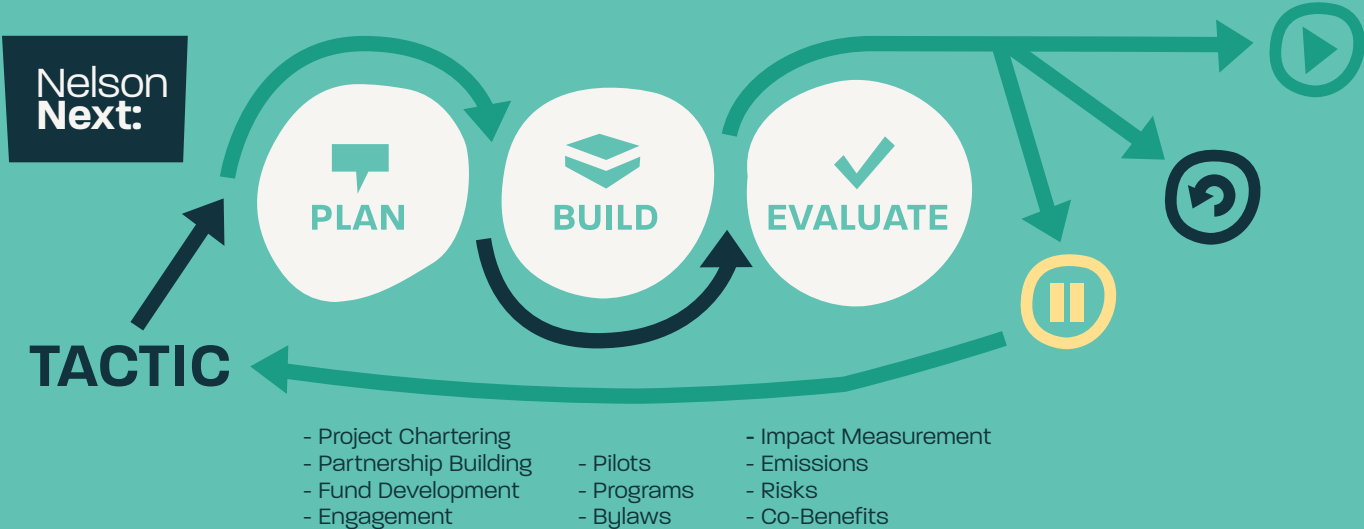 Nelson
Next:
PLAN
BUILD
EVALUATE
TACTIC
- Project Chartering
- Partnership Building
- Fund Development
- Engagement
- Pilots
- Programs
- Bylaws
- Impact Measurement
- Emissions
- Risks
- Co-Benefits